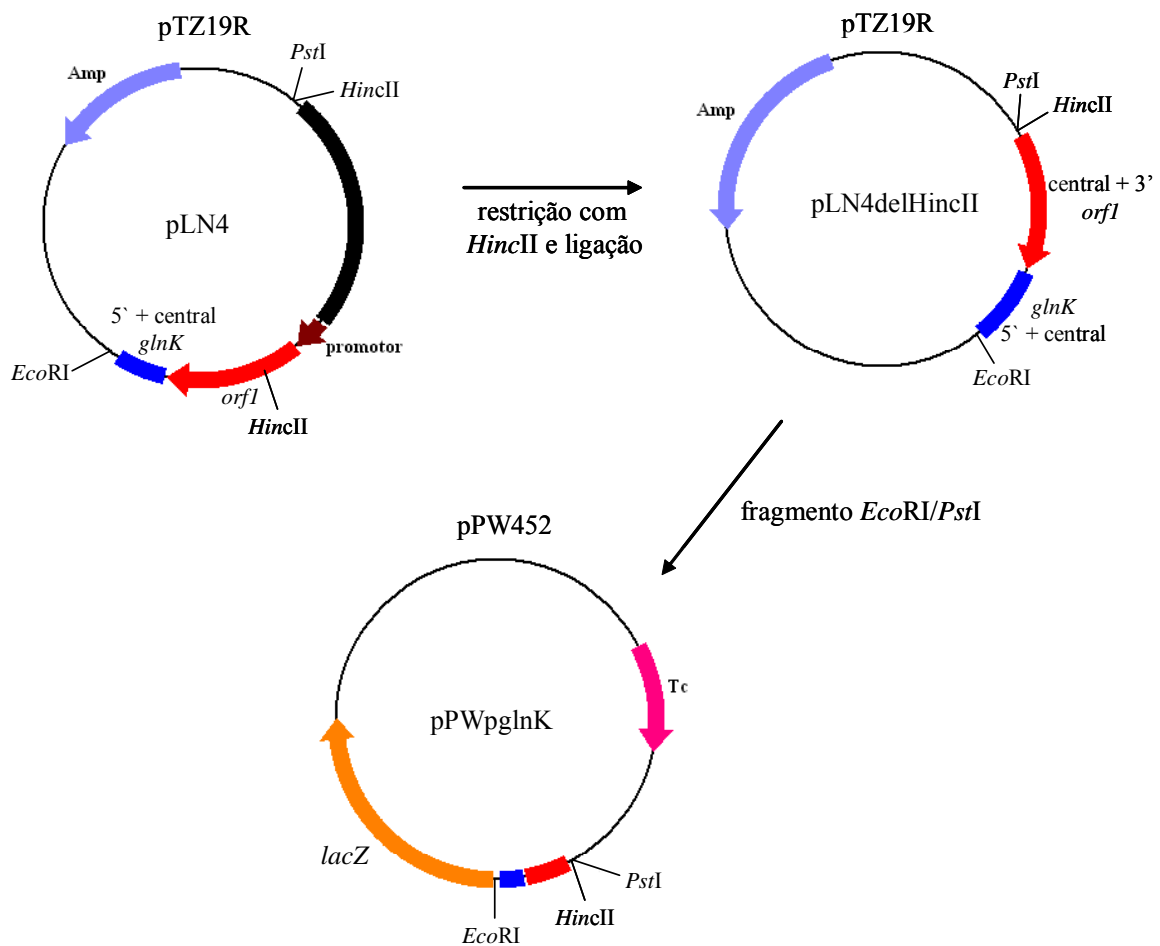 pTZ19R
Amp
PstI
HincII
pLN4
5` + central
glnK
EcoRI
orf1
HincII
promotor
restrição com
HincII e ligação
pTZ19R
Amp
PstI
HincII
pLN4delHincII
central + 3’
orf1
glnK
5` + central
EcoRI
fragmento EcoRI/PstI
pPW452
Tc
pPWpglnK
lacZ
PstI
HincII
EcoRI